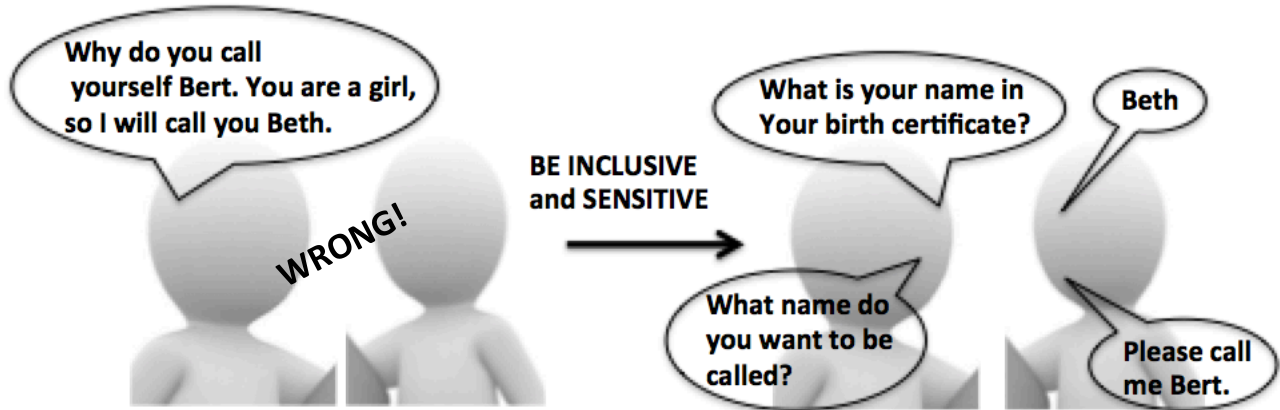 Why do you call
yourself Bert. You are a girl,
so I will call you Beth.
WRONG!
BE INCLUSIVE
and SENSITIVE
What is your name in
Your birth certificate?
Beth
What name do
you want to be
called?
Please call
me Bert.